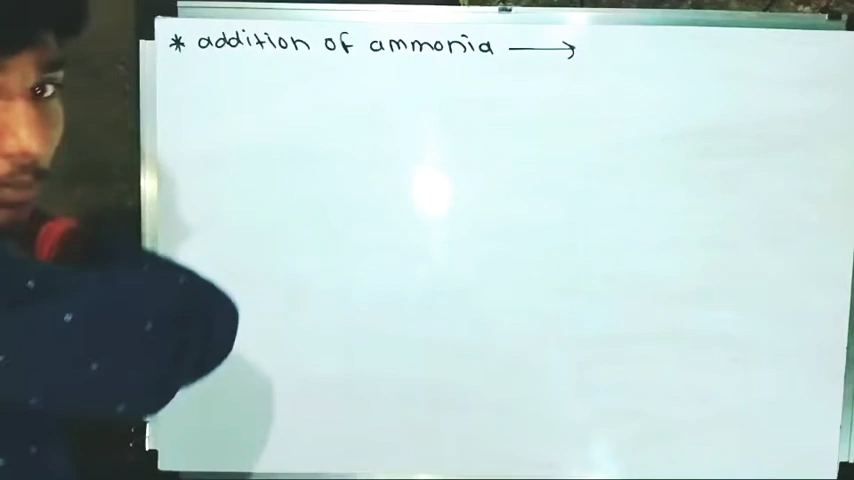 * addition of ammonia ⟶